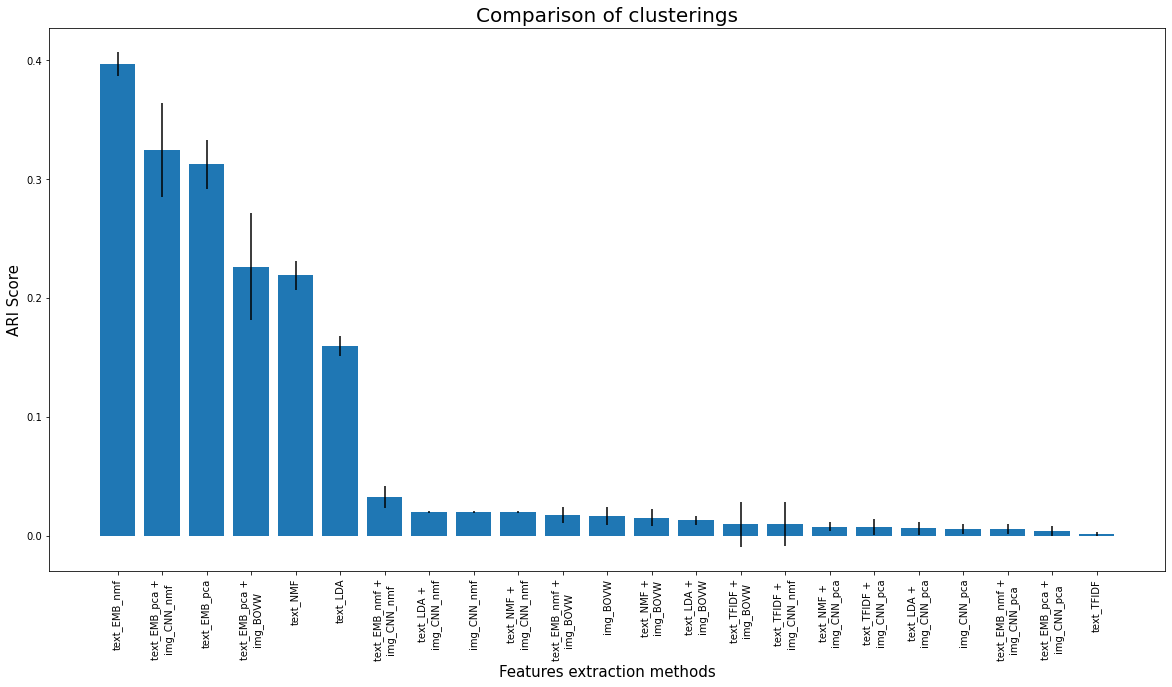 Comparison of clusterings
ARI Score
0.4
0.3
0.2
0.1
0.0
text_EMB_nmf
text_EMB_pca +
img_CNN_nmf
text_EMB_pca
text_EMB_pca +
img_BOVW
text_NMF
text_LDA
text_EMB_nmf +
img_CNN_nmf
text_LDA +
img_CNN_nmf
img_CNN_nmf
text_NMF +
img_CNN_nmf
text_EMB_nmf +
img_BOVW
img_BOVW
text_NMF +
img_BOVW
text_LDA +
img_BOVW
text_TFIDF +
img_BOVW
text_TFIDF +
img_CNN_nmf
text_NMF +
img_CNN_pca
text_TFIDF +
img_CNN_pca
text_LDA +
img_CNN_pca
img_CNN_pca
text_EMB_nmf +
img_CNN_pca
text_EMB_pca +
img_CNN_pca
text_TFIDF
Features extraction methods